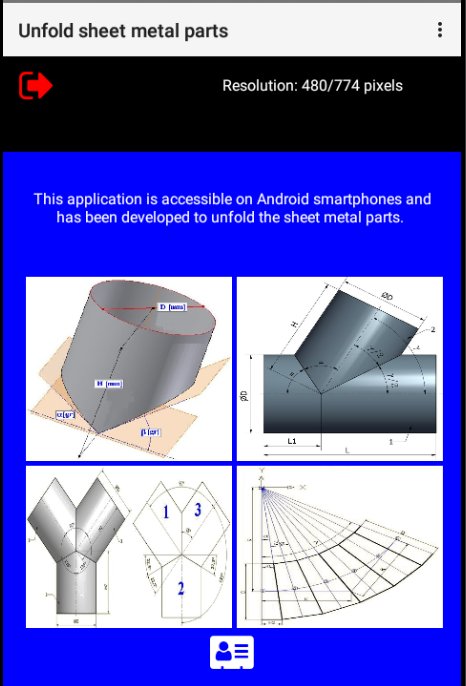 Unfold sheet metal parts
Resolution: 480/774 pixels
This application is accessible on Android smartphones and
has been developed to unfold the sheet metal parts.
D [mm]
H [mm]
α[gr]
β[gr]
ØD
H
2
ØD
L1
1
L
1
3
2
Y
X